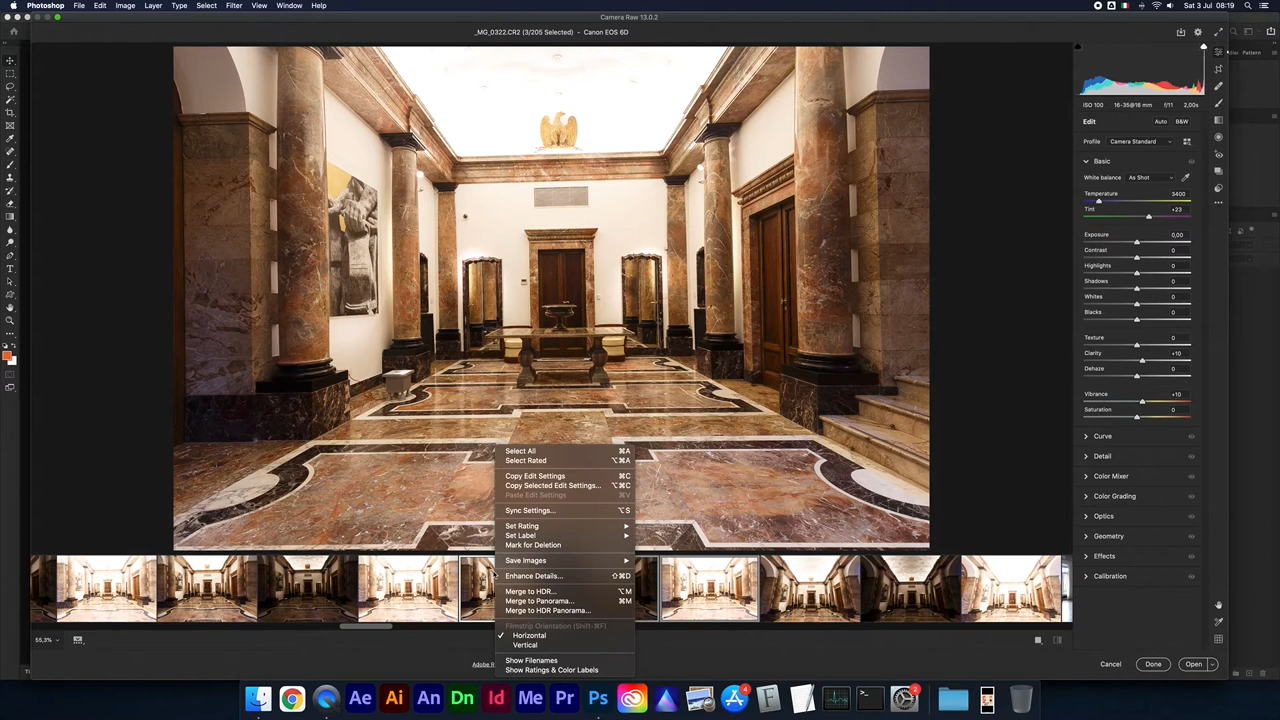 Photoshop File Edit Image Layer Type Select Filter View Window Help
Sat 3 Jul 08:19
Camera Raw 13.0.2
_MG_0322.CR2 (3/205 Selected) - Canon EOS 6D
Pattern
ISO 100 16-35@16 mm f/11 2,00s
Edit Auto B&W
Profile Camera Standard
Basic
White balance As Shot
Temperature 3400
Tint +23
Exposure 0,00
Contrast 0
Highlights 0
Shadows 0
Whites 0
Blacks 0
Texture 0
Clarity +10
Dehaze 0
Vibrance +10
Saturation 0
Curve
Detail
Color Mixer
Color Grading
Optics
Geometry
Effects
Calibration
Select All ⌘A
Select Rated ⌥⌘A
Copy Edit Settings ⌘C
Copy Selected Edit Settings... ⌥⌘C
Paste Edit Settings ⌘V
Sync Settings... ⌥S
Set Rating
Set Label
Mark for Deletion
Save Images
Enhance Details... ⇧⌘D
Merge to HDR... ⌥M
Merge to Panorama... ⌘M
Merge to HDR Panorama...
Filmstrip Orientation (Shift-⌘F)
Horizontal
Vertical
Show Filenames
Show Ratings & Color Labels
55,3%
Adobe R
Cancel Done Open
Ae Ai An Dn Id Me Pr Ps
4
2